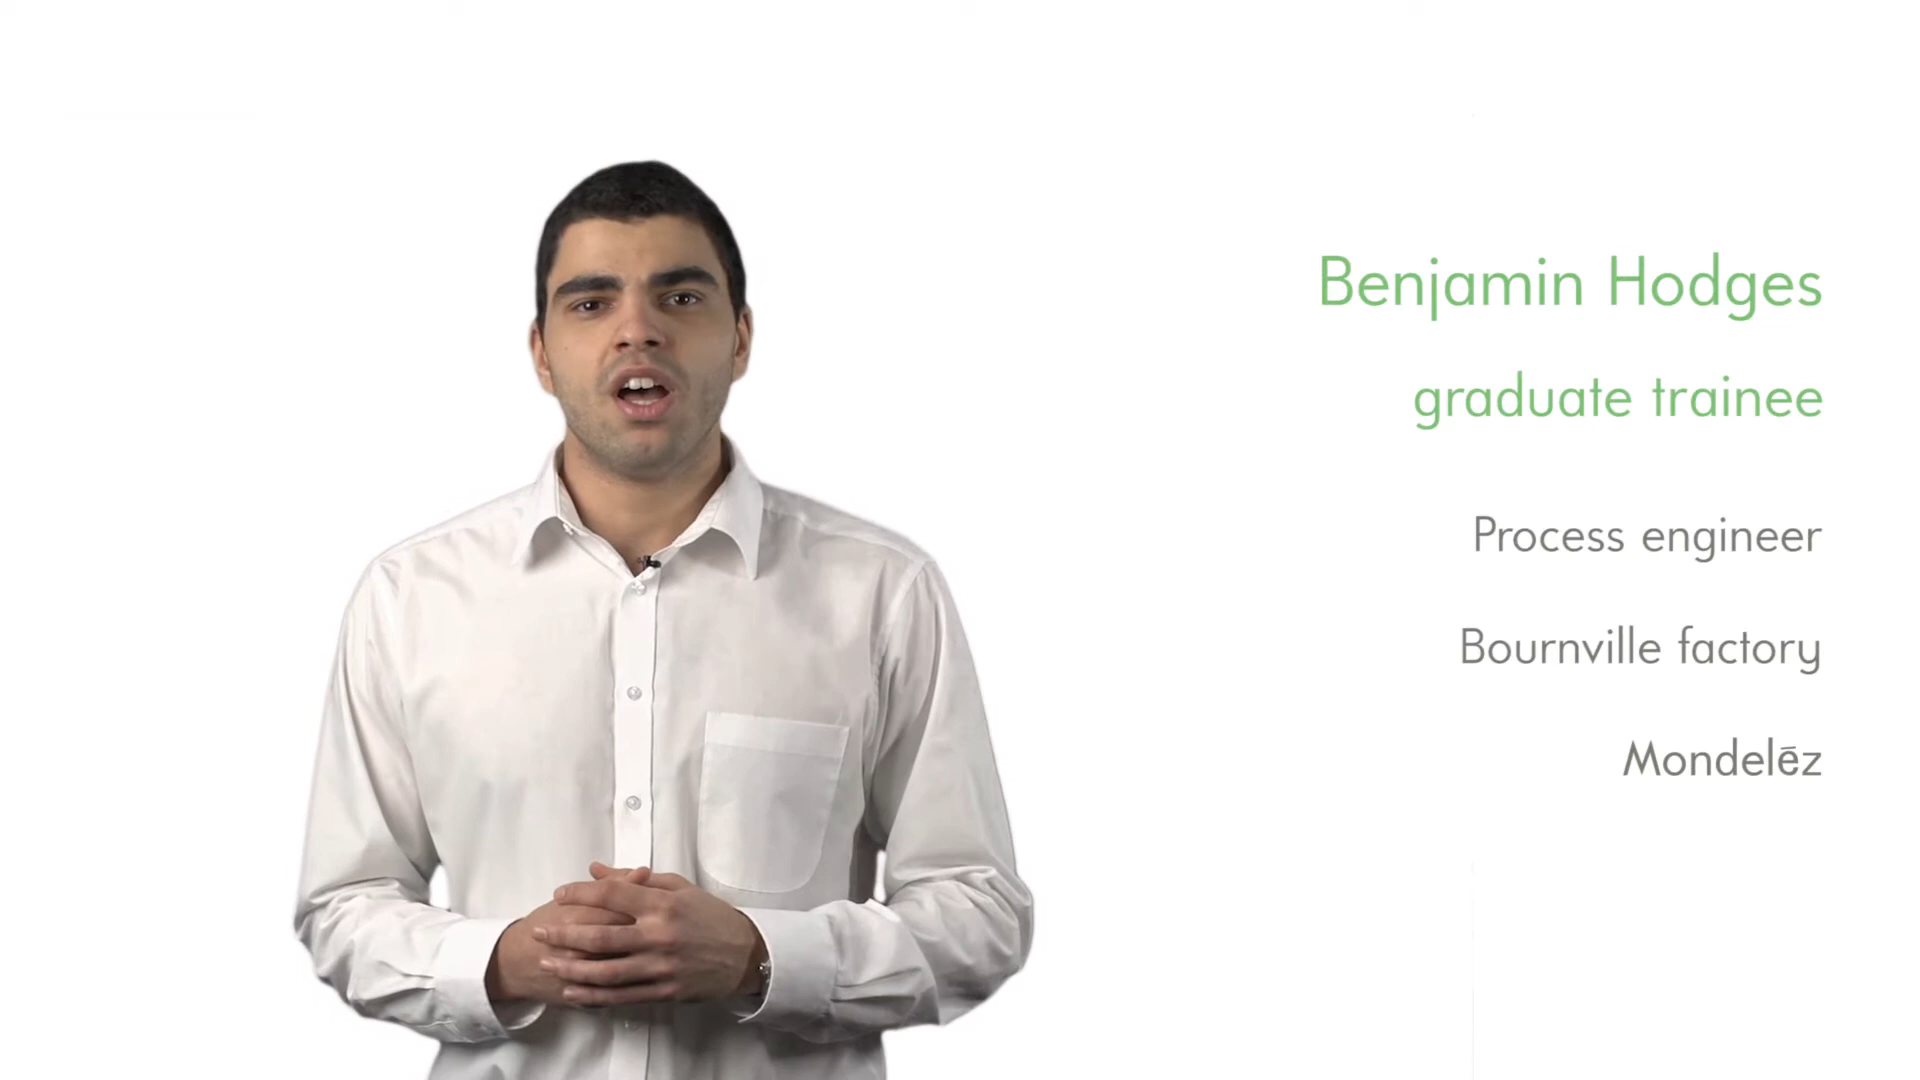 Benjamin Hodges
graduate trainee
Process engineer
Bournville factory
Mondelēz